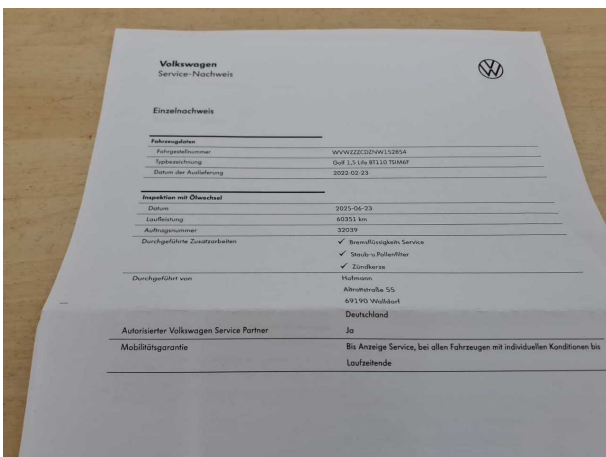 Volkswagen
Service-Nachweis
Einzelnachweis
Fahrzeugdaten
Fahrgestellnummer WVWZZZCDZNW152654
Typbezeichnung Golf 1,5 Life BT110 TSIM6F
Datum der Auslieferung 2022-02-23
Inspektion mit Ölwechsel
Datum 2025-06-23
Laufleistung 60351 km
Auftragsnummer 32039
Durchgeführte Zusatzarbeiten ✓ Bremsflüssigkeits Service
✓ Staub-u.Pollenfilter
✓ Zündkerze
Durchgeführt von Hofmann
Altrottstraße 55
69190 Walldorf
Deutschland
Autorisierter Volkswagen Service Partner Ja
Mobilitätsgarantie Bis Anzeige Service, bei allen Fahrzeugen mit individuellen Konditionen bis
Laufzeitende